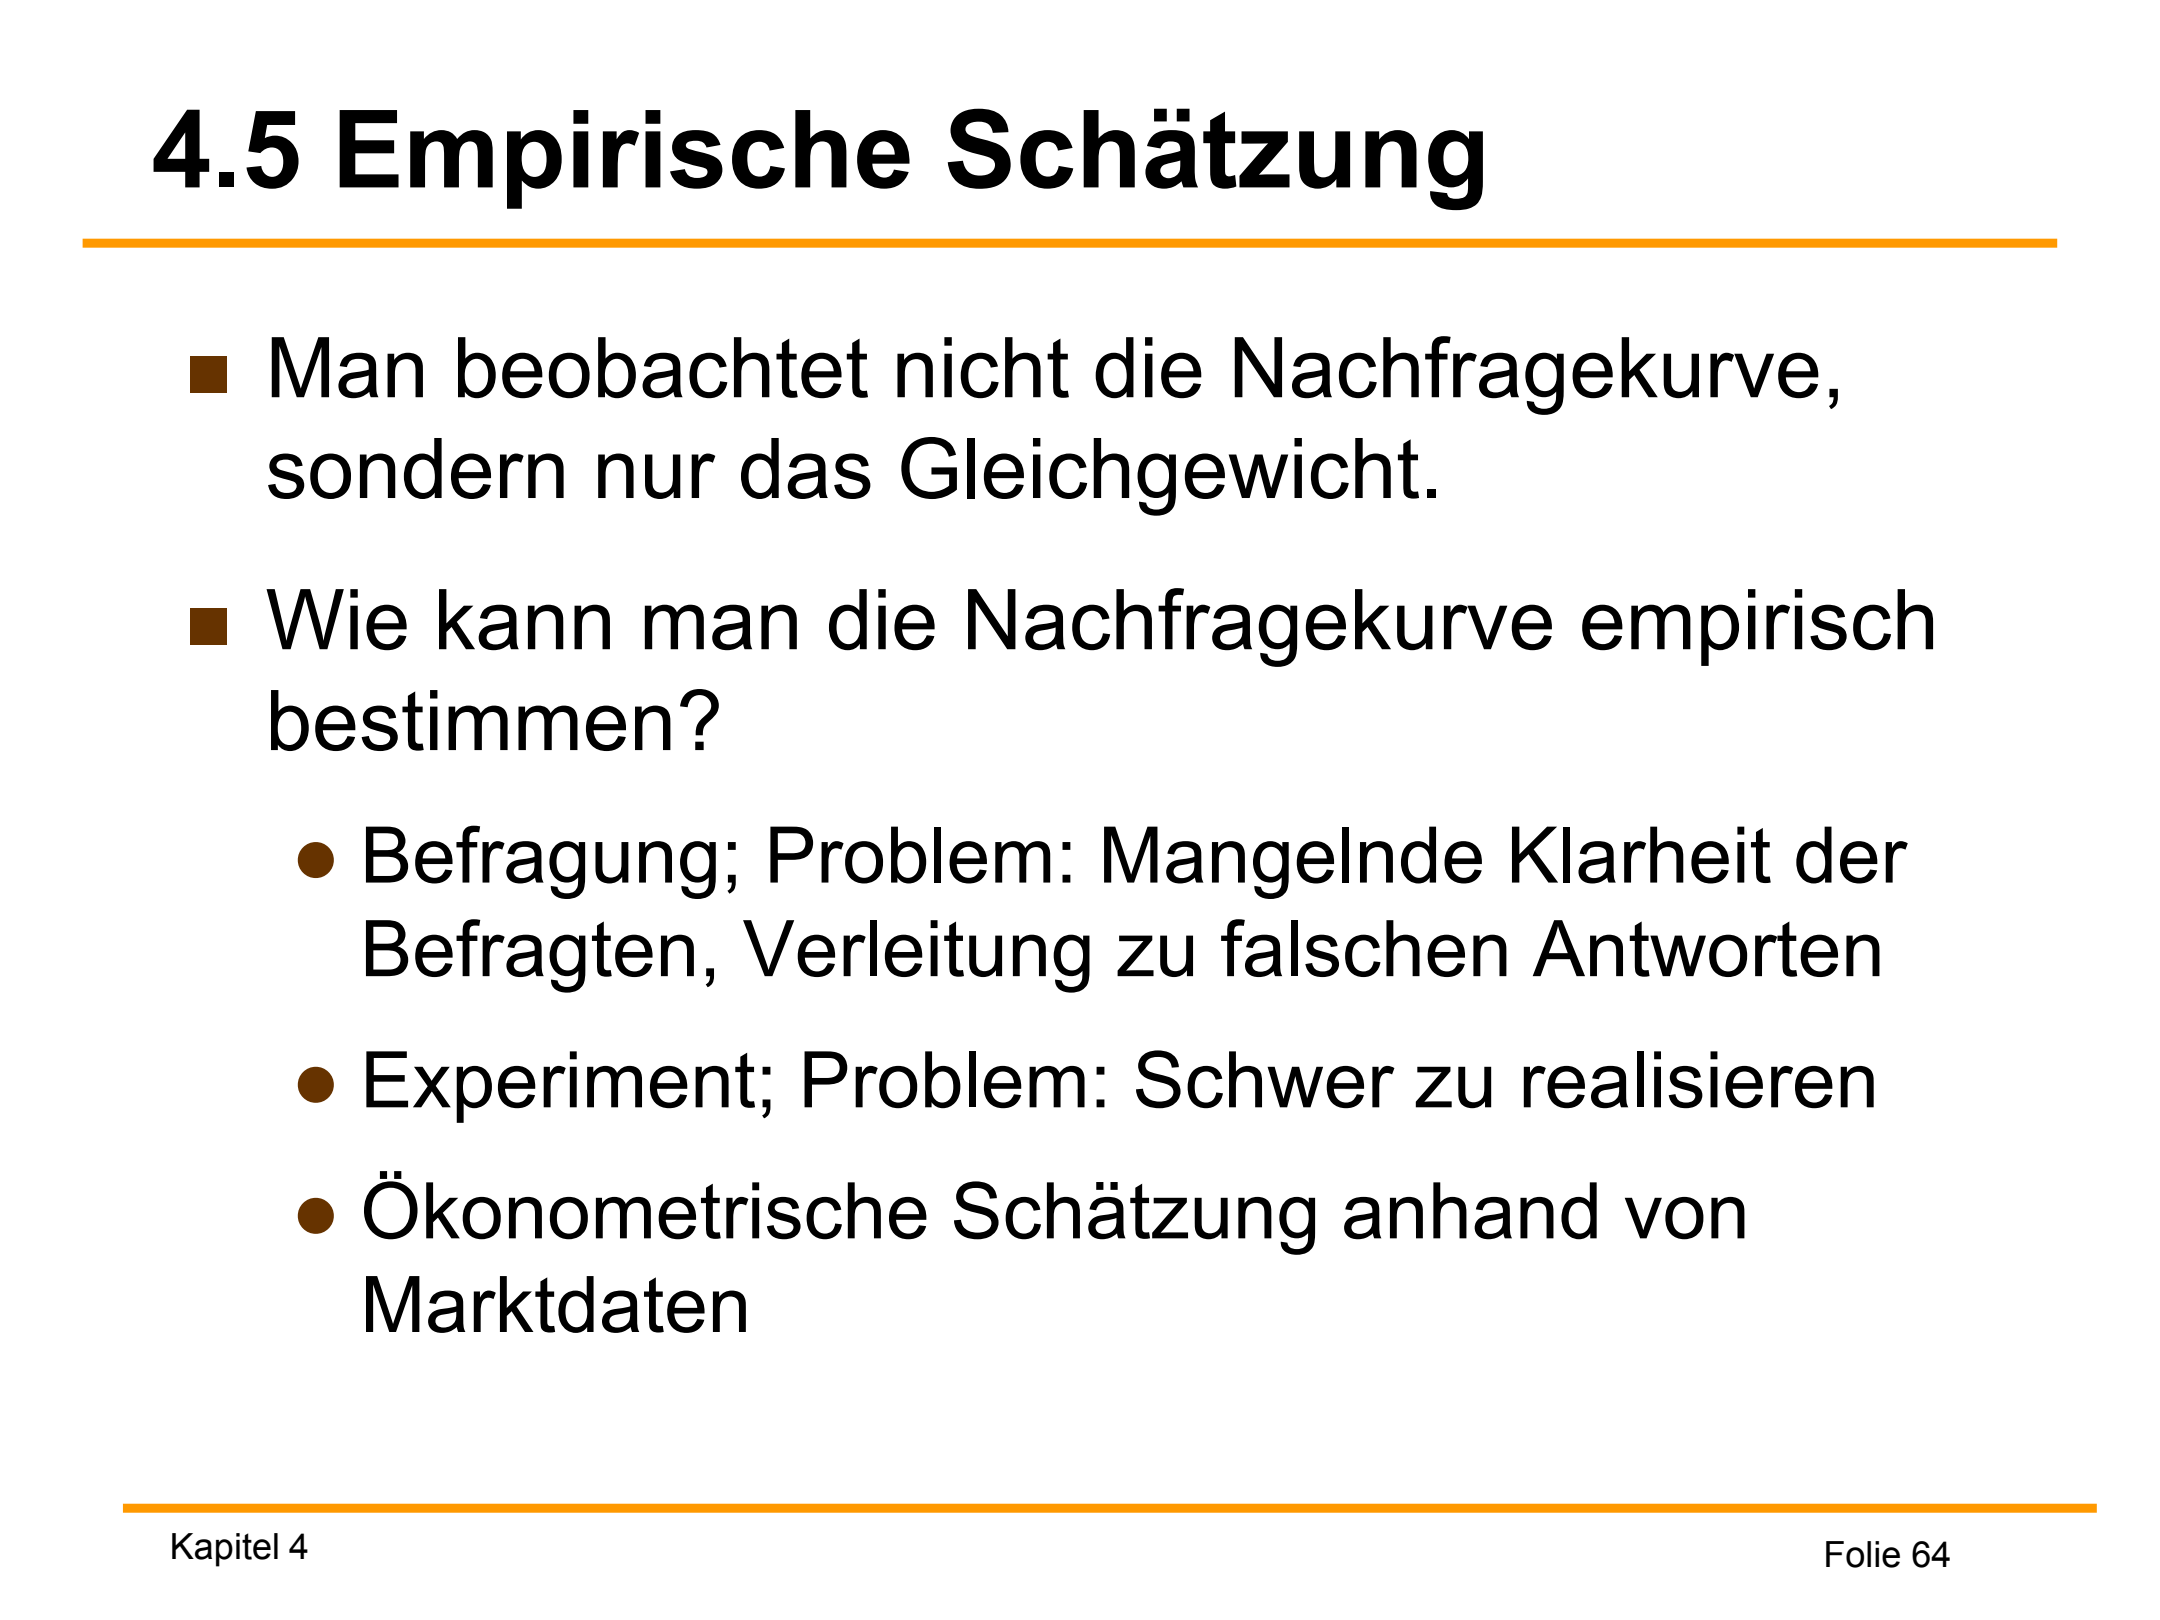 4.5 Empirische Schätzung
Man beobachtet nicht die Nachfragekurve,
sondern nur das Gleichgewicht.
Wie kann man die Nachfragekurve empirisch
bestimmen?
Befragung; Problem: Mangelnde Klarheit der
Befragten, Verleitung zu falschen Antworten
Experiment; Problem: Schwer zu realisieren
Ökonometrische Schätzung anhand von
Marktdaten
Kapitel 4
Folie 64